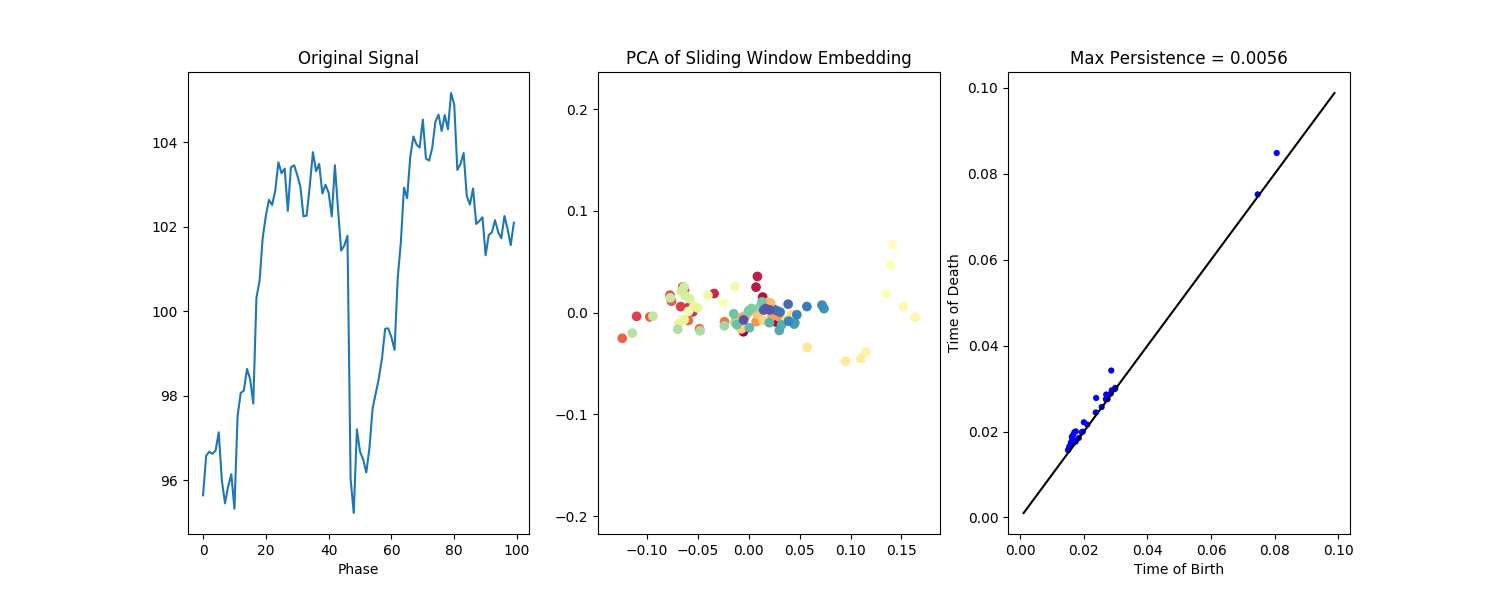 Original Signal
104
102
100
98
96
0 20 40 60 80 100
Phase
PCA of Sliding Window Embedding
0.2
0.1
0.0
−0.1
−0.2
−0.10 −0.05 0.00 0.05 0.10 0.15
Max Persistence = 0.0056
Time of Death
0.10
0.08
0.06
0.04
0.02
0.00
0.00 0.02 0.04 0.06 0.08 0.10
Time of Birth